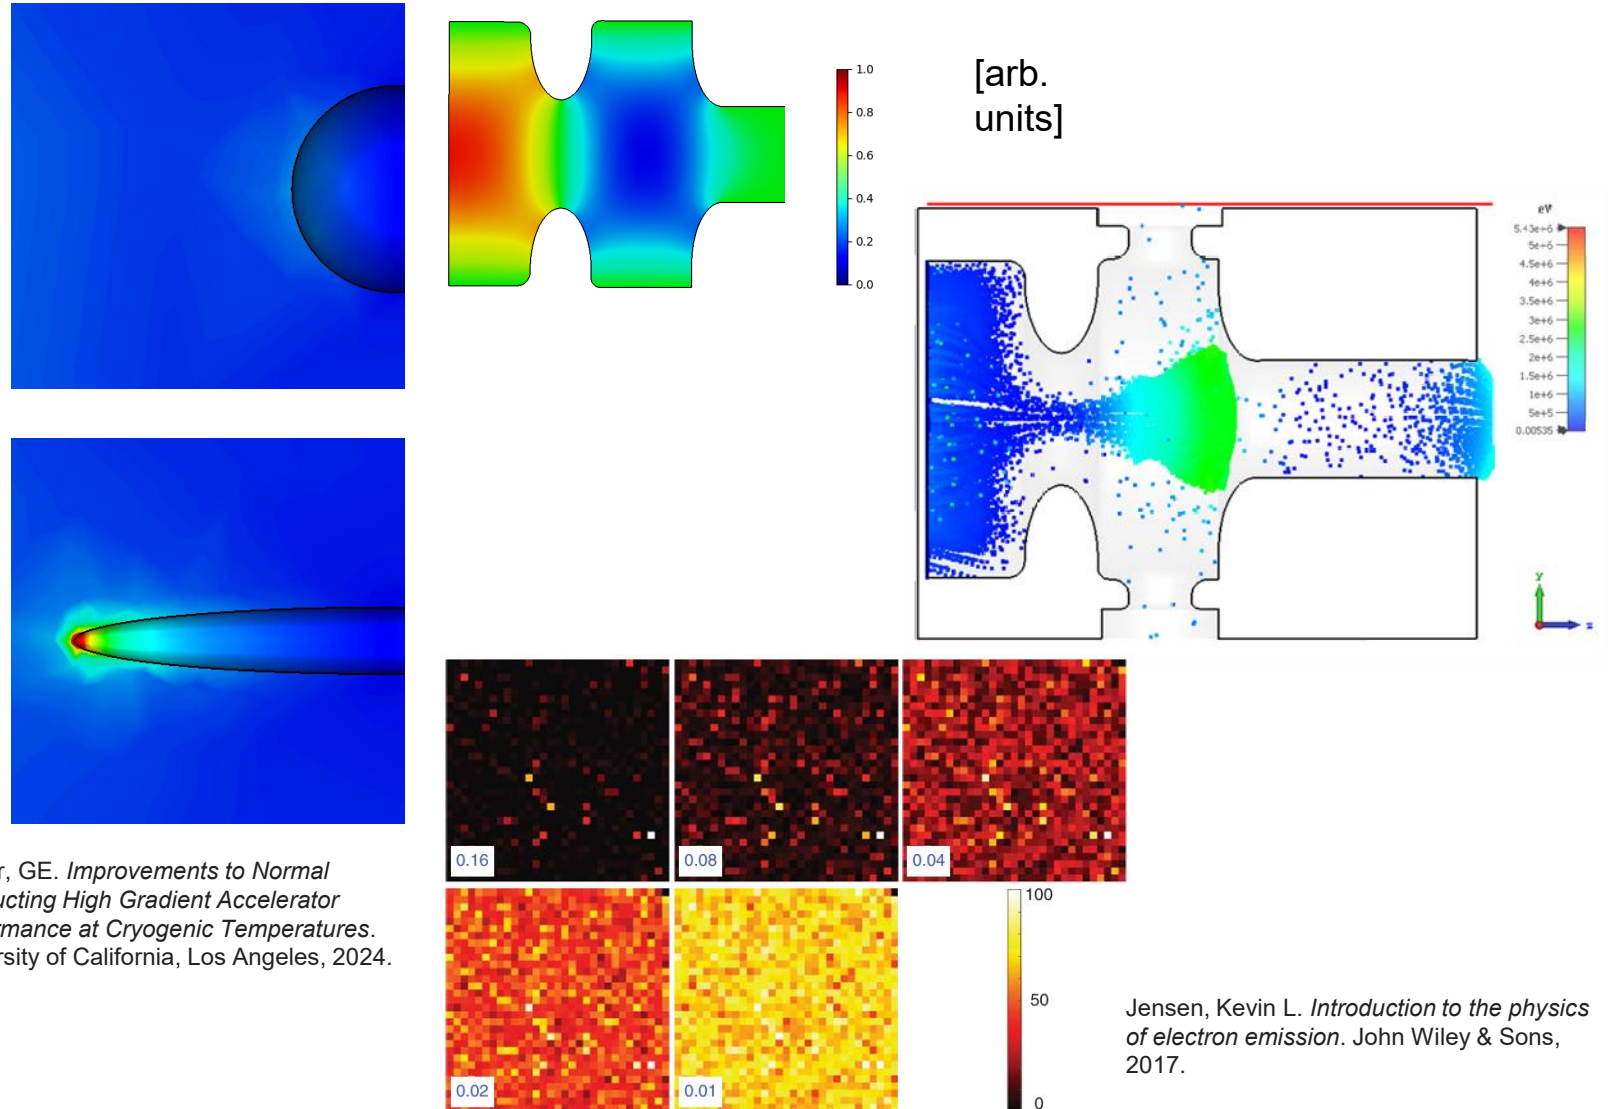 1.0
0.8
0.6
0.4
0.2
0.0
[arb.
units]
eV
5.43e+6
5e+6
4.5e+6
4e+6
3.5e+6
3e+6
2.5e+6
2e+6
1.5e+6
1e+6
5e+5
0.00535
y
z
0.16
0.08
0.04
0.02
0.01
100
50
0
r, GE. Improvements to Normal
ucting High Gradient Accelerator
rmance at Cryogenic Temperatures.
rsity of California, Los Angeles, 2024.
Jensen, Kevin L. Introduction to the physics
of electron emission. John Wiley & Sons,
2017.